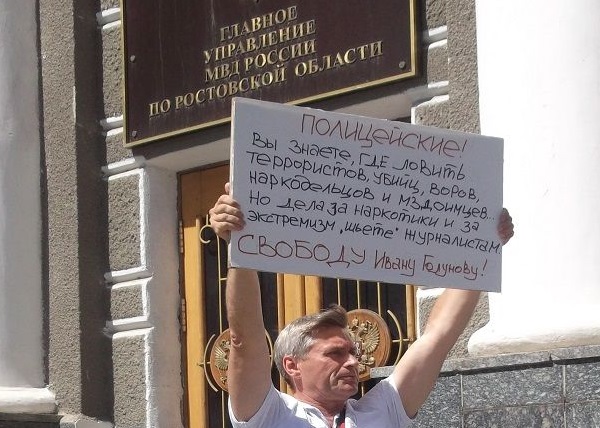 ГЛАВНОЕ
УПРАВЛЕНИЕ
МВД РОССИИ
ПО РОСТОВСКОЙ ОБЛАСТИ
ПОЛИЦЕЙСКИЕ!
Вы знаете, где ловить
террористов, убийц, воров,
наркодельцов и мздоимцев...
Но дела за наркотики и за
экстремизм „шьете" журналистам
СВОБОДУ Ивану Голунову!